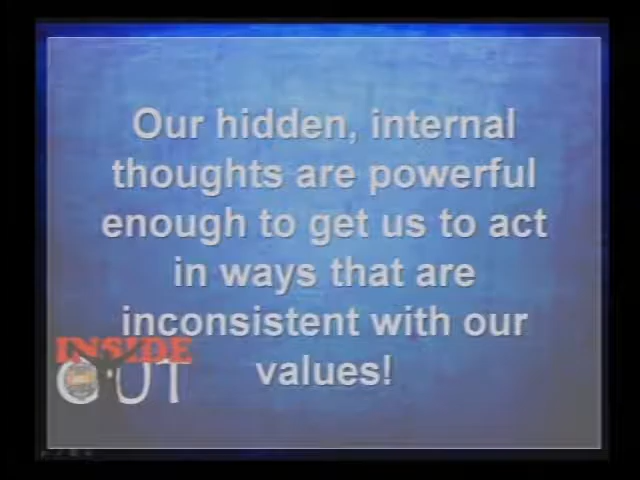 Our hidden, internal
thoughts are powerful
enough to get us to act
in ways that are
inconsistent with our
values!
INSIDE
OUT